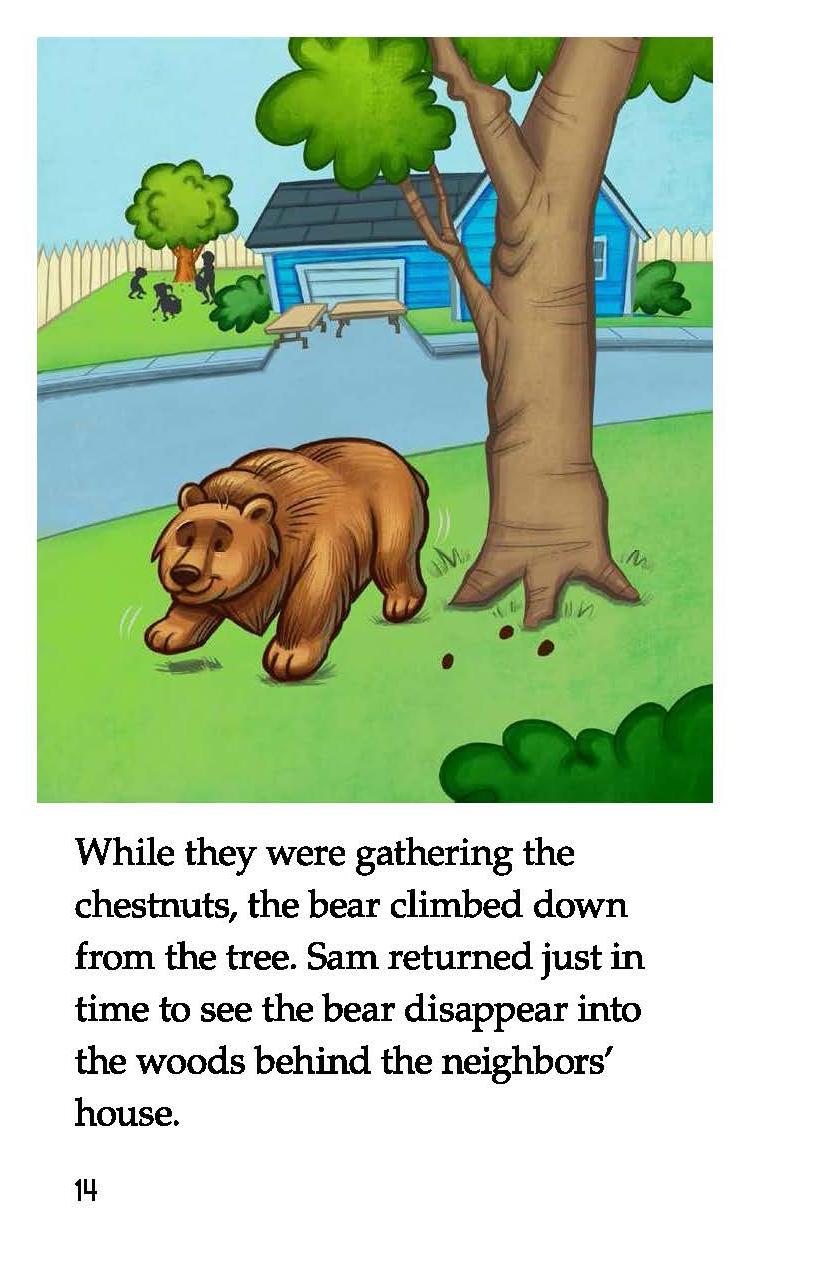 While they were gathering the
chestnuts, the bear climbed down
from the tree. Sam returned just in
time to see the bear disappear into
the woods behind the neighbors’
house.
14